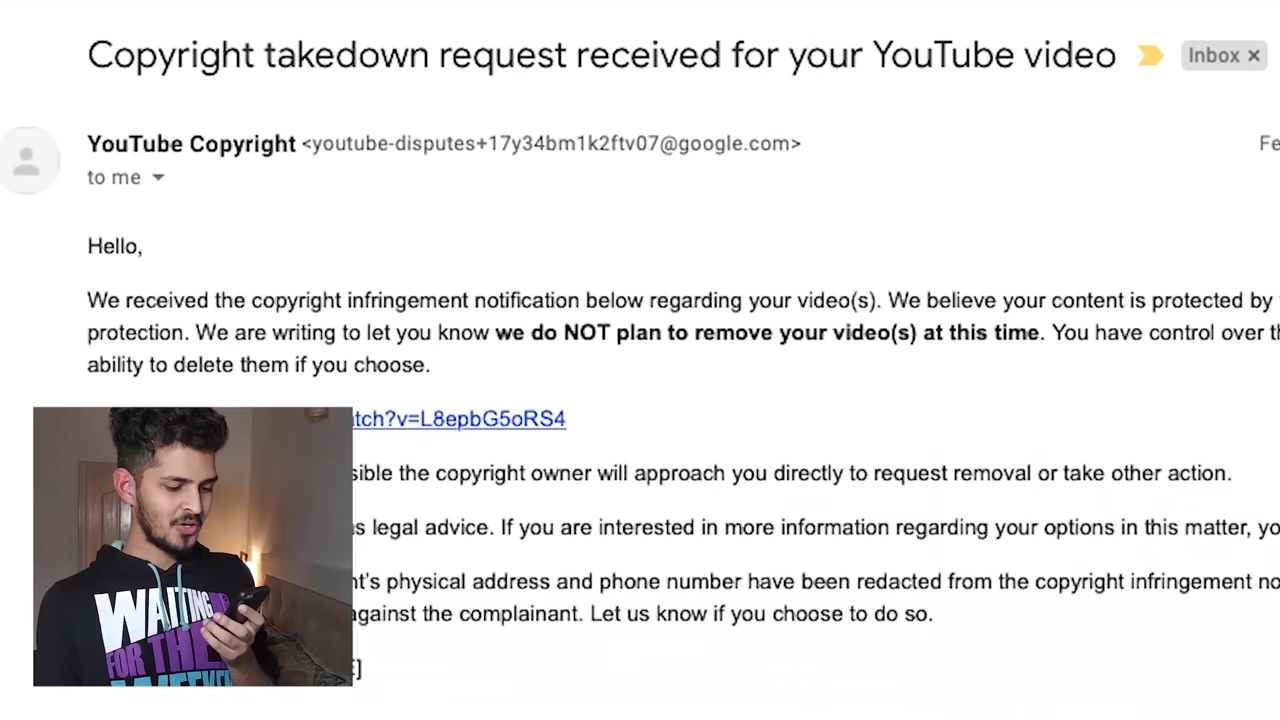 Copyright takedown request received for your YouTube video
Inbox ×
YouTube Copyright <youtube-disputes+17y34bm1k2ftv07@google.com>
Fe
to me
Hello,
We received the copyright infringement notification below regarding your video(s). We believe your content is protected by
protection. We are writing to let you know we do NOT plan to remove your video(s) at this time. You have control over th
ability to delete them if you choose.
atch?v=L8epbG5oRS4
sible the copyright owner will approach you directly to request removal or take other action.
as legal advice. If you are interested in more information regarding your options in this matter, yo
nt's physical address and phone number have been redacted from the copyright infringement no
against the complainant. Let us know if you choose to do so.
]
WAITING
FOR THE
WEEKEN